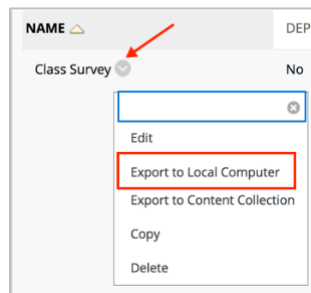 NAME DEP
Class Survey No
Edit
Export to Local Computer
Export to Content Collection
Copy
Delete